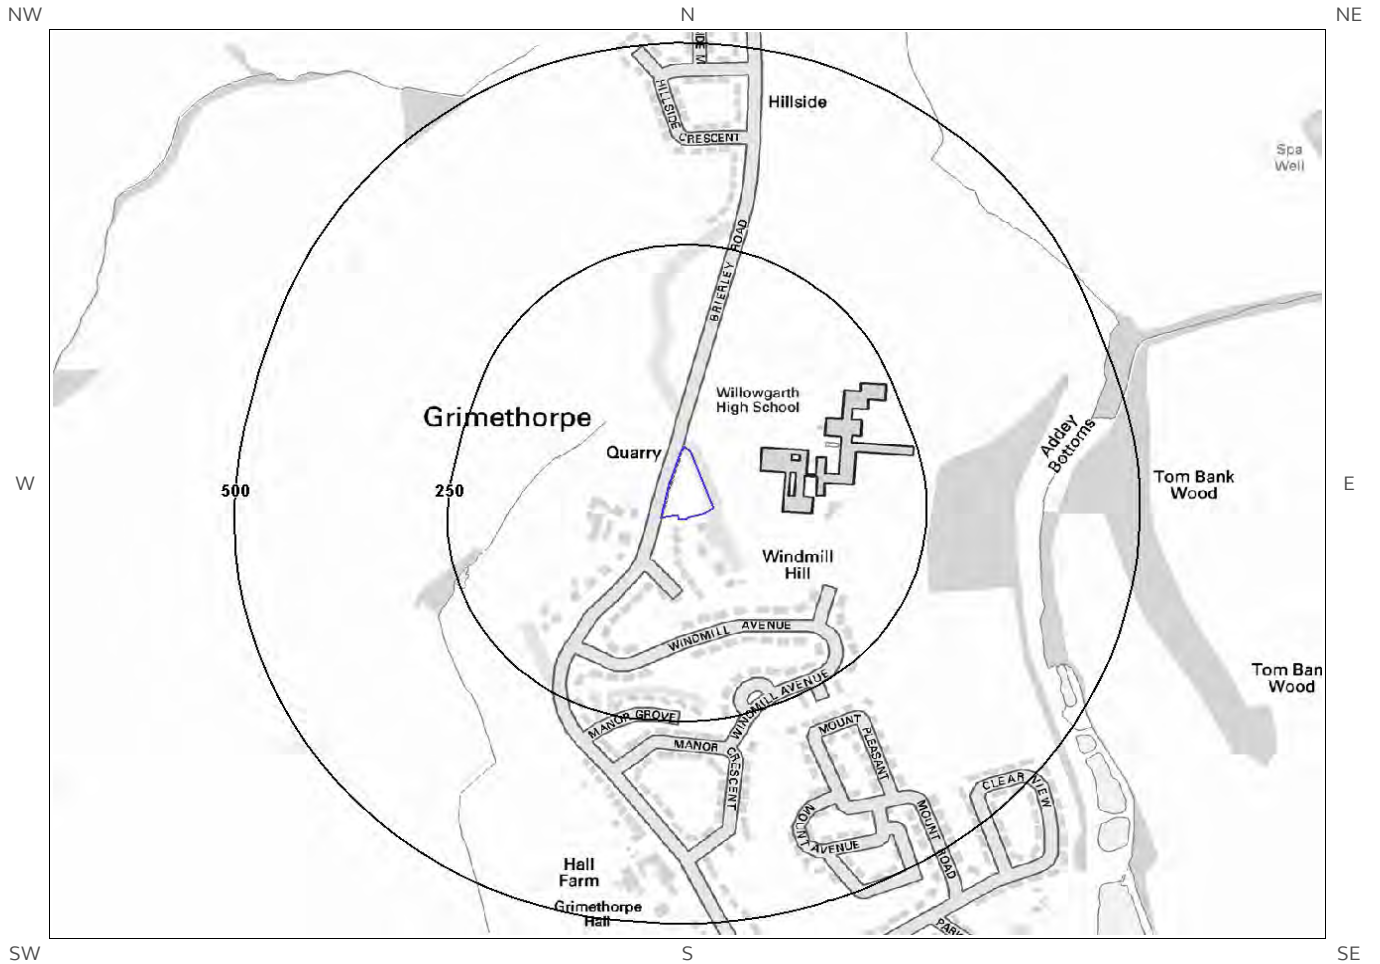 NW
N
NE
IDE M
Hillside
HILLSIDE
CRESCENT
Spa
Well
BRIERLEY ROAD
Willowgarth
High School
Grimethorpe
Quarry
Addey
Bottoms
W
500
250
Tom Bank
Wood
E
Windmill
Hill
WINDMILL AVENUE
Tom Ban
Wood
WINDMILL AVENUE
MANOR GROVE
MANOR
CRESCENT
MOUNT
PLEASANT
CLEAR VIEW
MOUNT
AVENUE
MOUNT ROAD
Hall
Farm
Grimethorpe
Hall
PARK
SW
S
SE